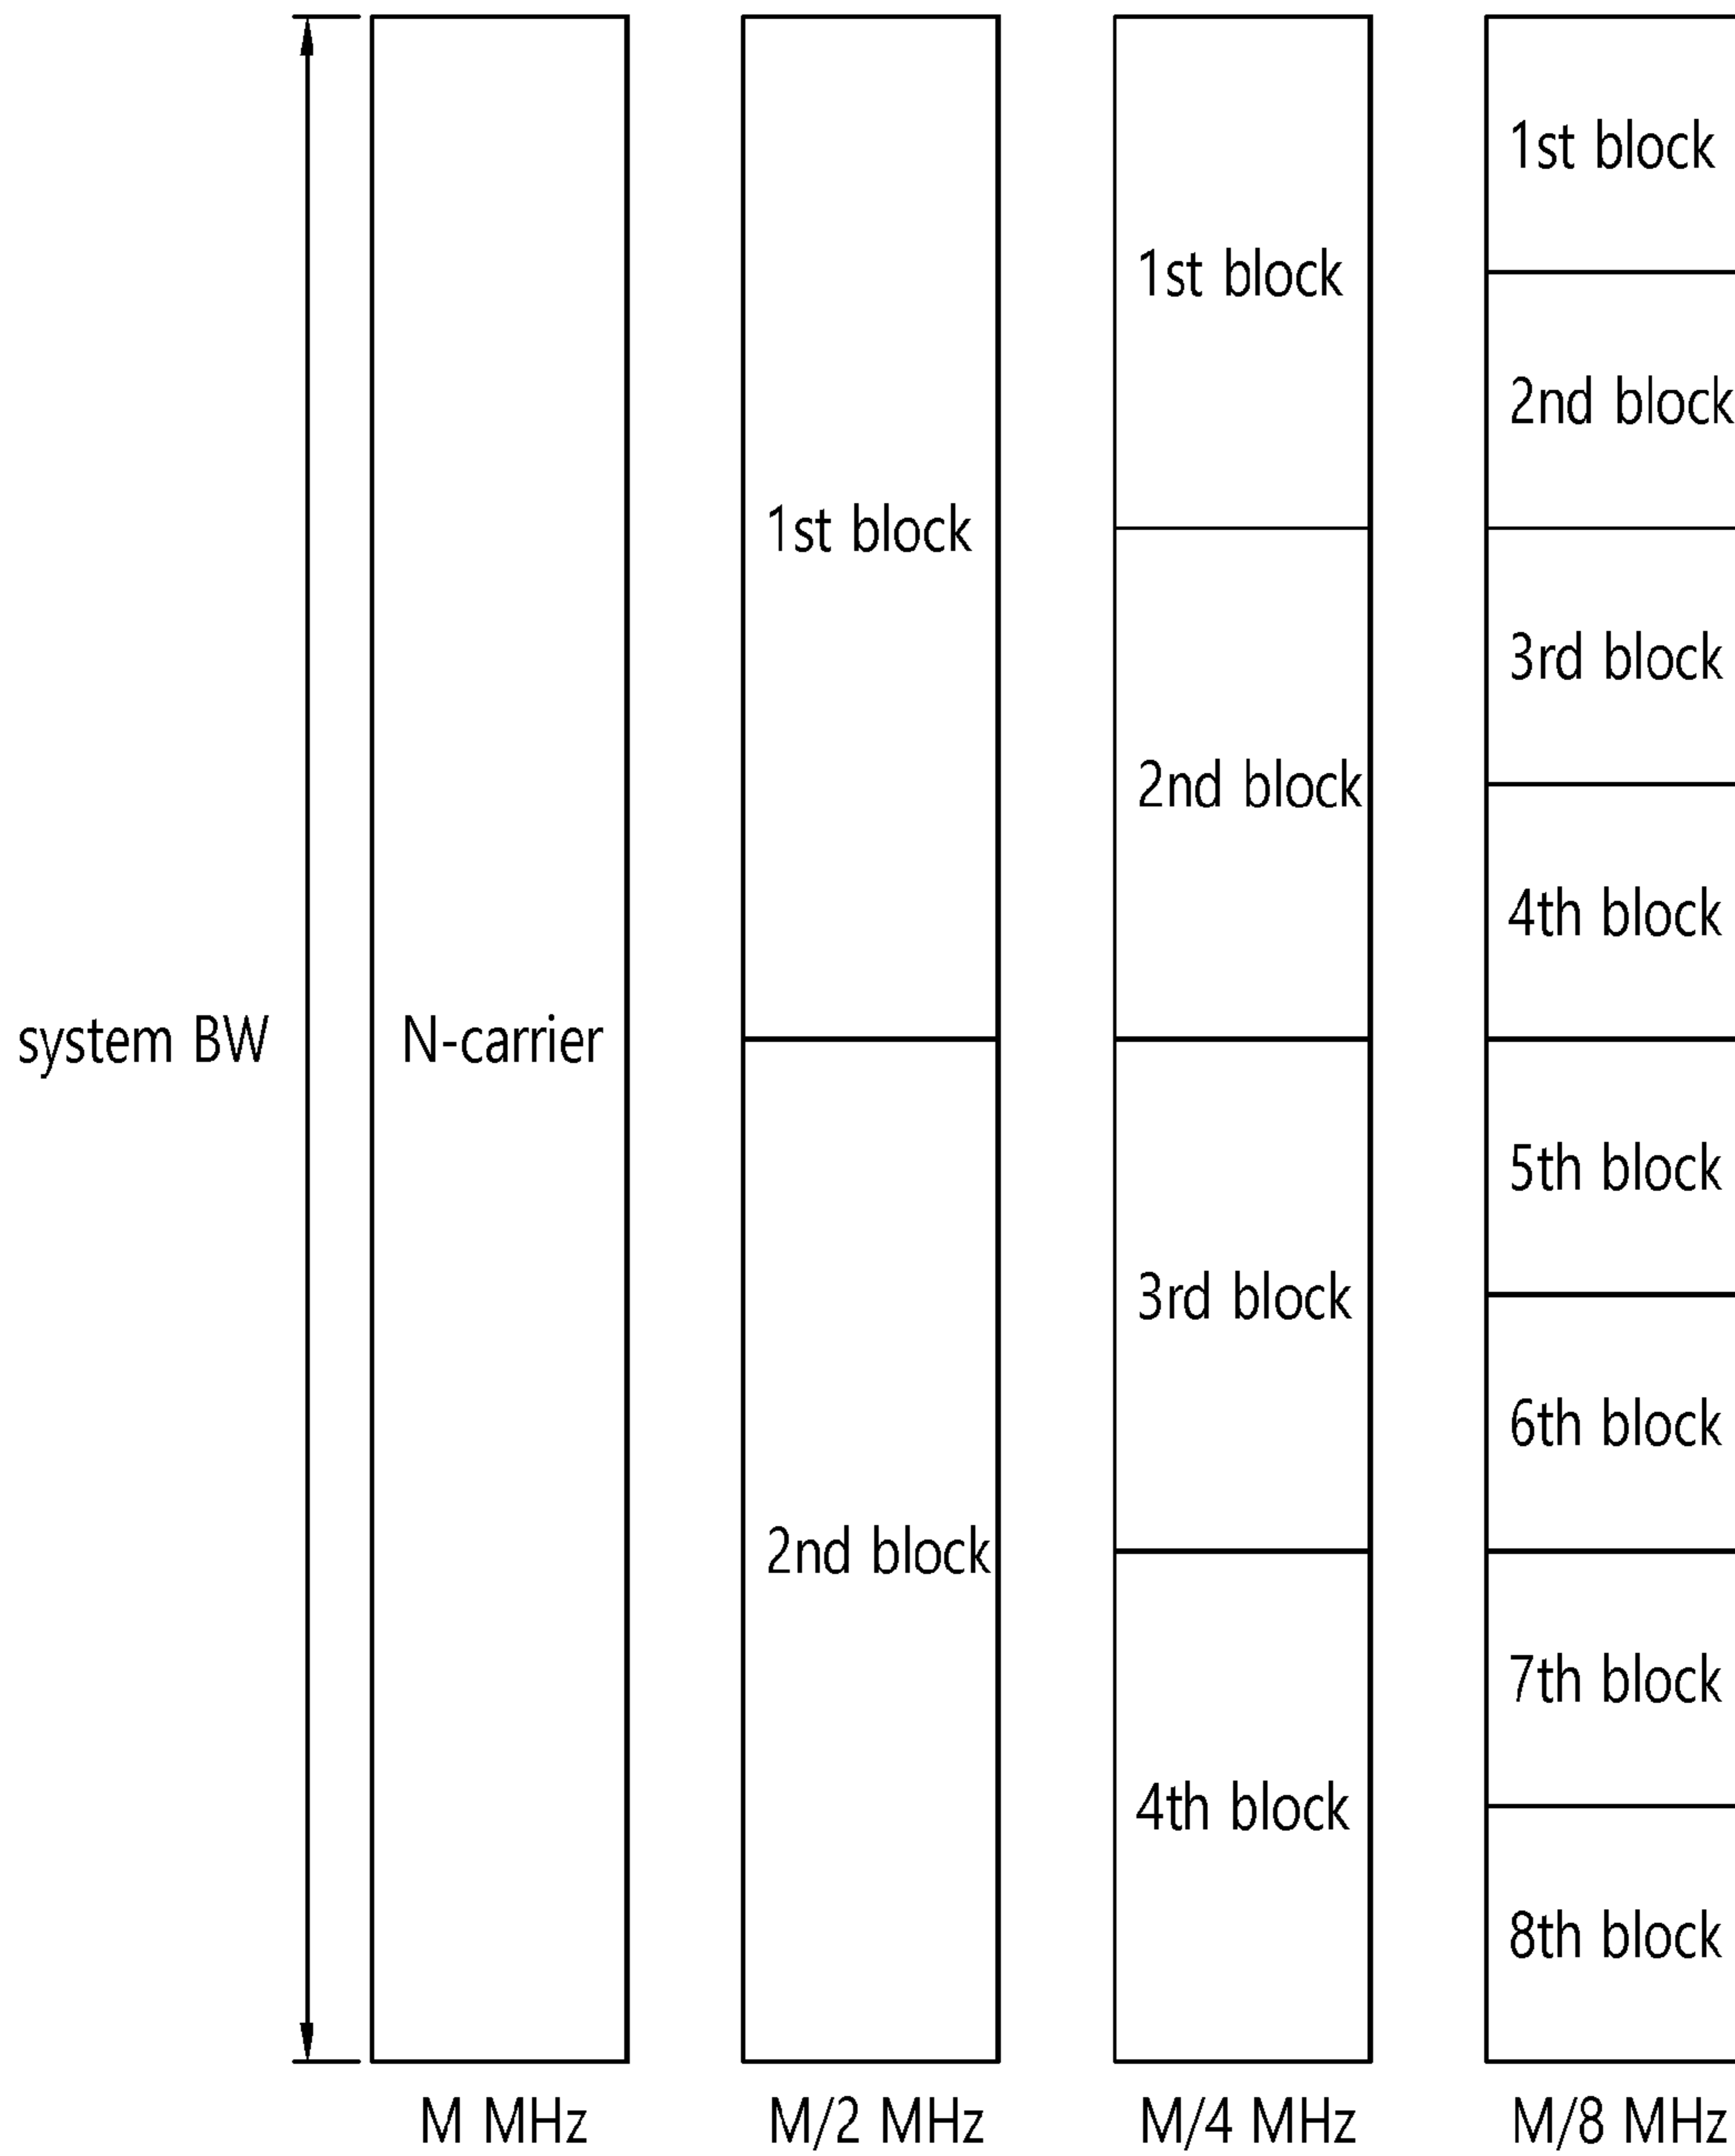 system BW
N-carrier
M MHz
1st block
2nd block
M/2 MHz
1st block
2nd block
3rd block
4th block
M/4 MHz
1st block
2nd block
3rd block
4th block
5th block
6th block
7th block
8th block
M/8 MHz